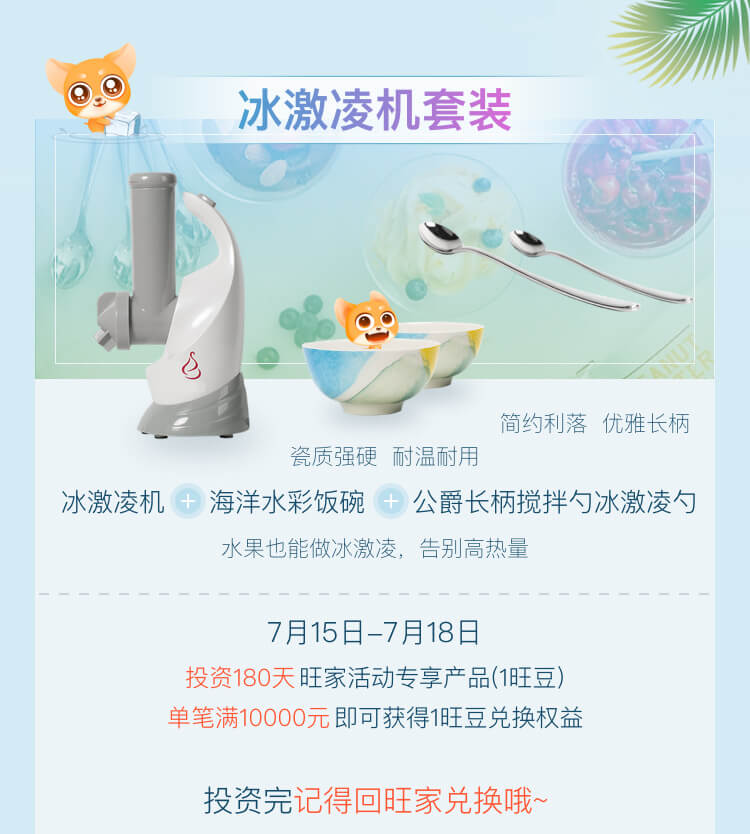 冰激凌机套装
简约利落 优雅长柄
瓷质强硬 耐温耐用
冰激凌机 + 海洋水彩饭碗 + 公爵长柄搅拌勺冰激凌勺
水果也能做冰激凌，告别高热量
7月15日-7月18日
投资180天 旺家活动专享产品(1旺豆)
单笔满10000元 即可获得1旺豆兑换权益
投资完记得回旺家兑换哦~